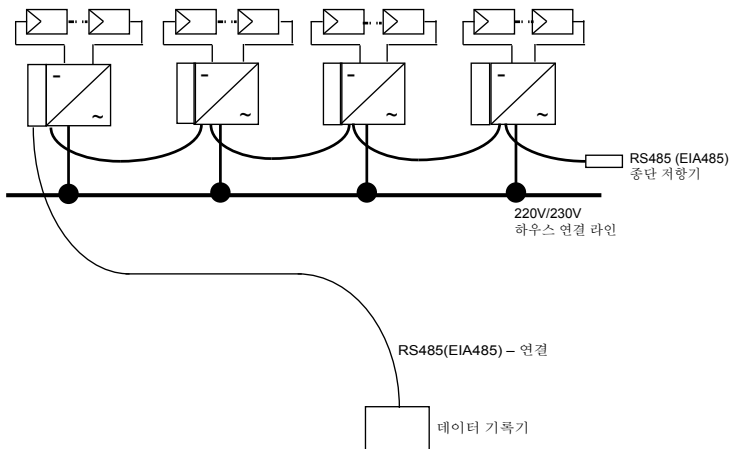 RS485 (EIA485)
종단 저항기
220V/230V
하우스 연결 라인
RS485(EIA485) – 연결
데이터 기록기